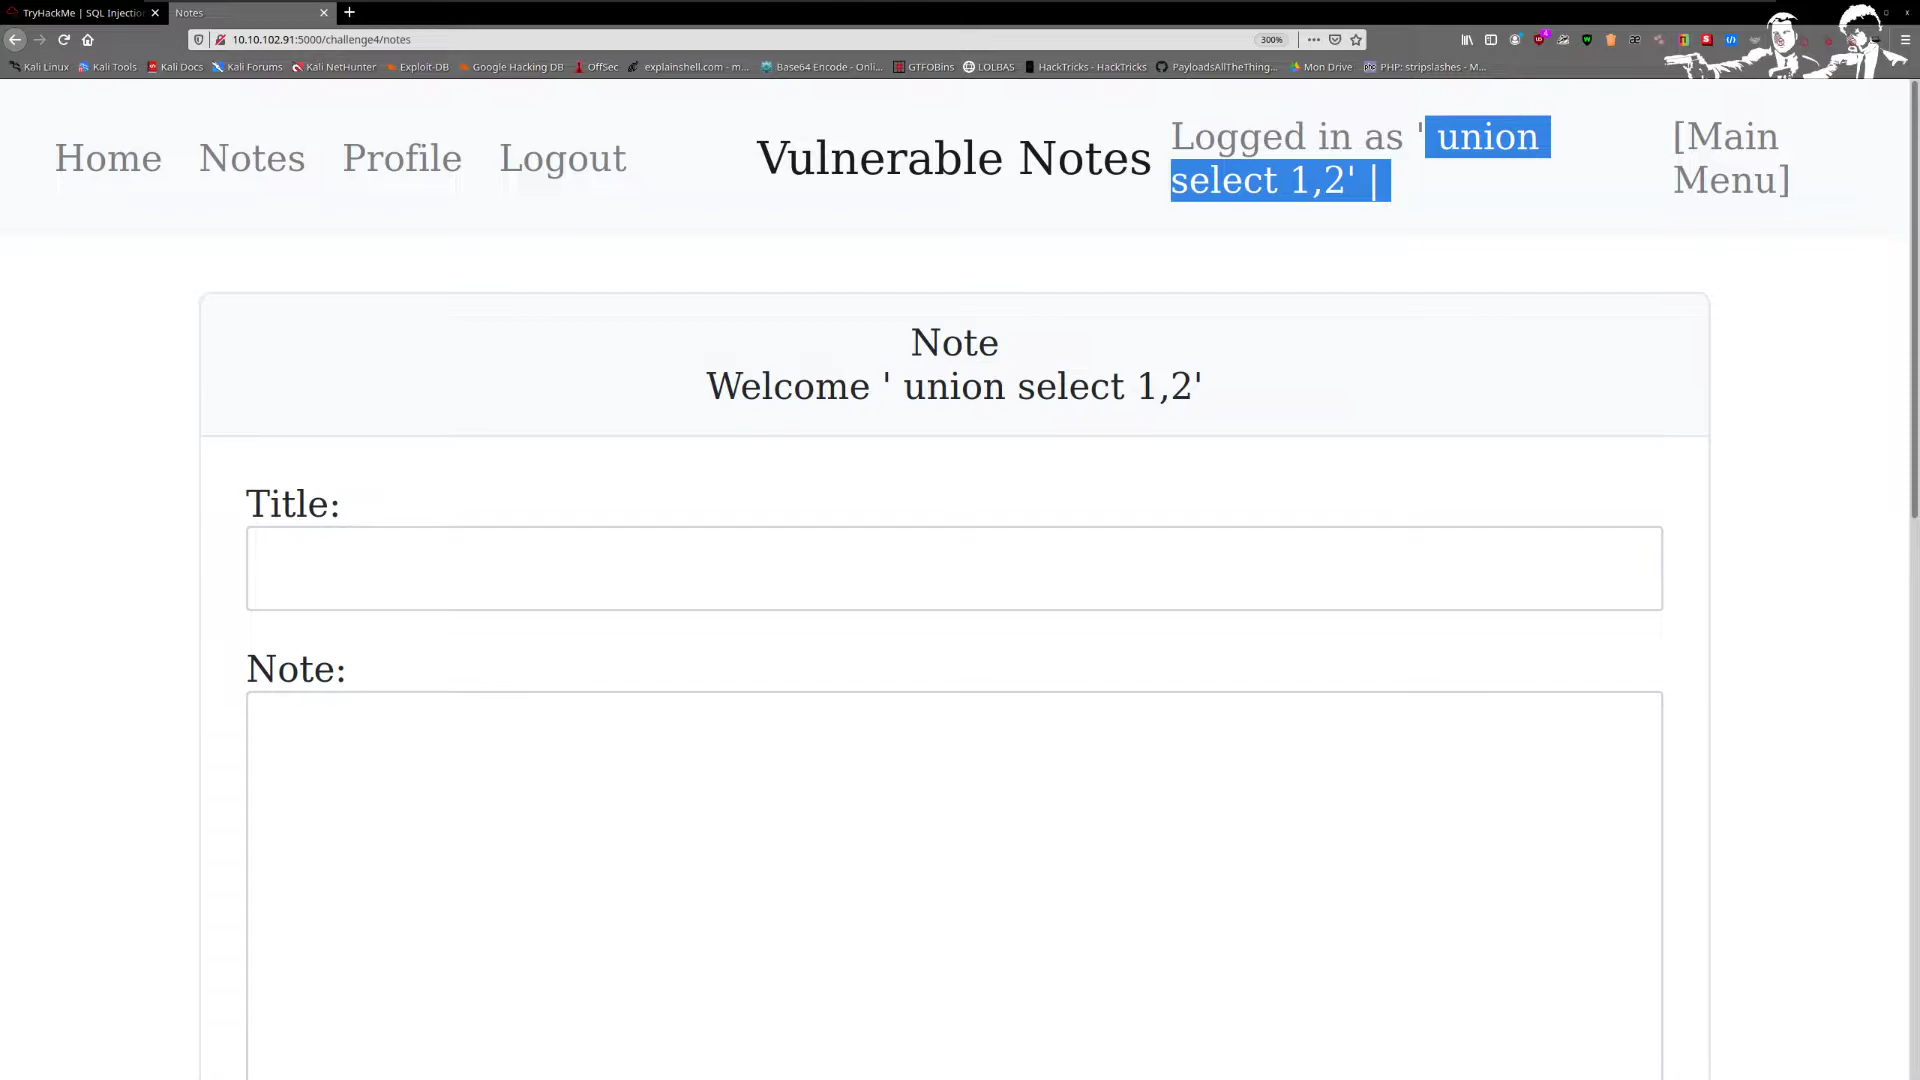 TryHackMe | SQL Injectio
Notes
10.10.102.91:5000/challenge4/notes
300%
Kali Linux
Kali Tools
Kali Docs
Kali Forums
Kali NetHunter
Exploit-DB
Google Hacking DB
OffSec
explainshell.com - m...
Base64 Encode - Onli...
GTFOBins
LOLBAS
HackTricks - HackTricks
PayloadsAllTheThing...
Mon Drive
PHP: stripslashes - M...
Home
Notes
Profile
Logout
Vulnerable Notes
Logged in as ' union
select 1,2' |
[Main
Menu]
Note
Welcome ' union select 1,2'
Title:
Note: